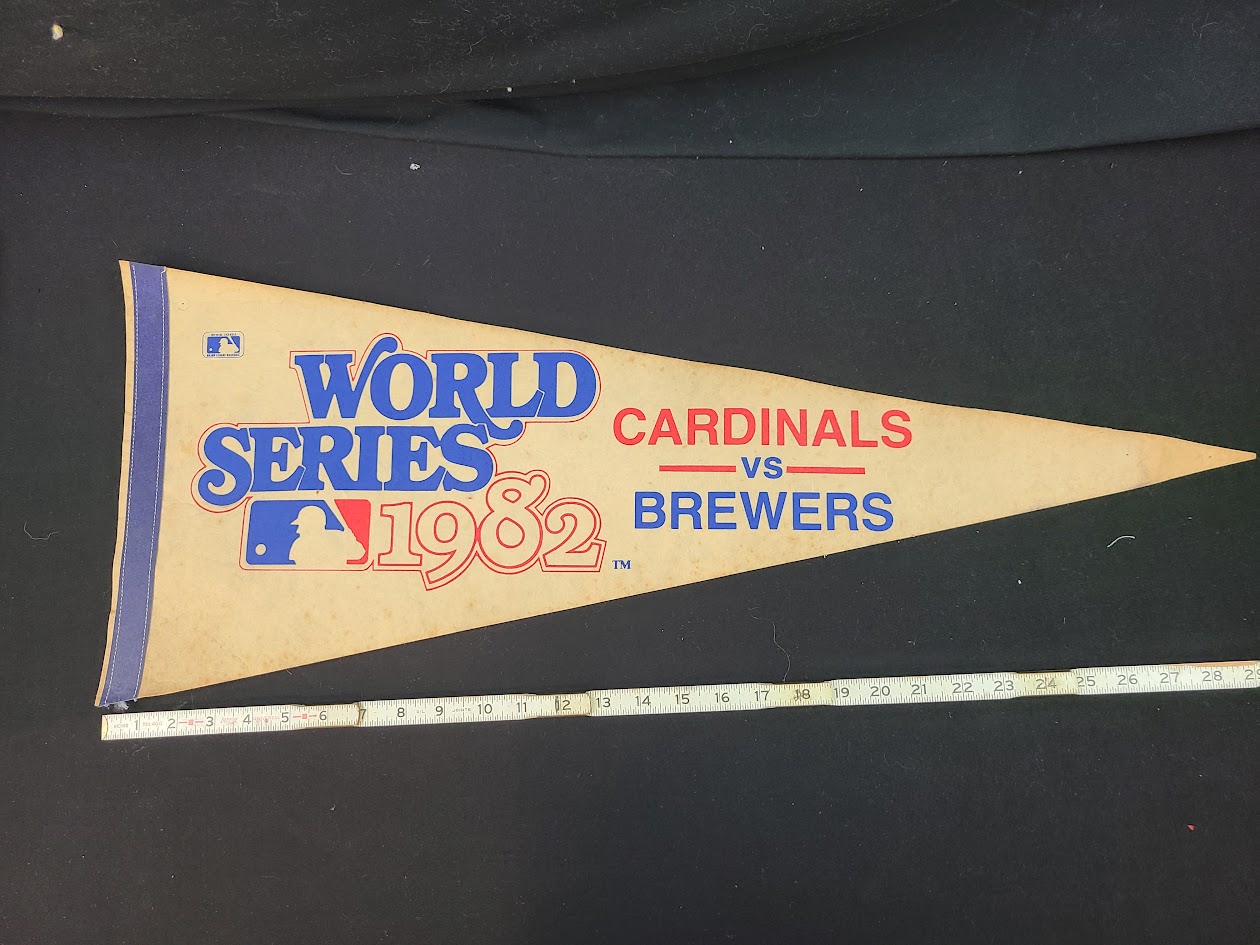 WORLD
SERIES
1982
TM
CARDINALS
VS
BREWERS
1 2 3 4 5 6 7 8 9 10 11 12 13 14 15 16 17 18 19 20 21 22 23 24 25 26 27 28 29